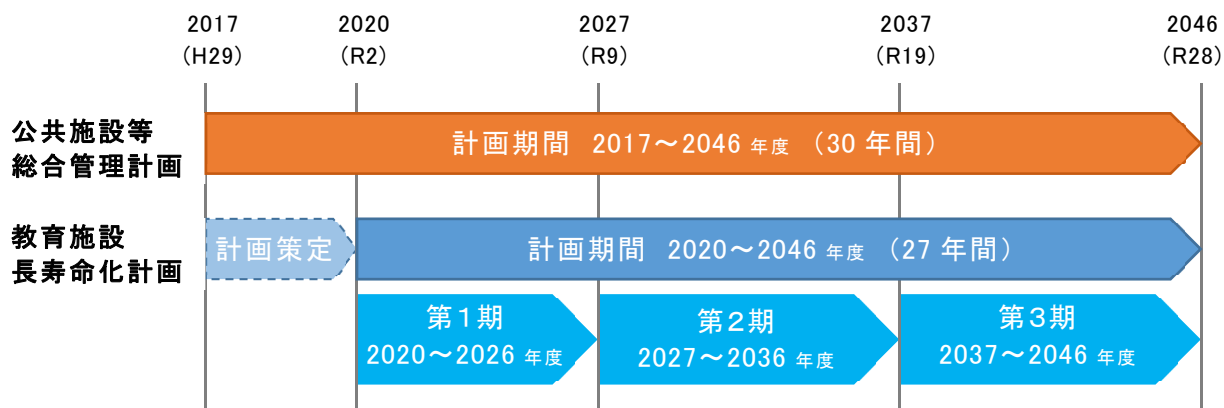 2017
（H29）
2020
（R2）
2027
（R9）
2037
（R19）
2046
（R28）
公共施設等
総合管理計画
計画期間 2017～2046 年度 （30 年間）
教育施設
長寿命化計画
計画策定
計画期間 2020～2046 年度 （27 年間）
第１期
2020～2026 年度
第２期
2027～2036 年度
第３期
2037～2046 年度